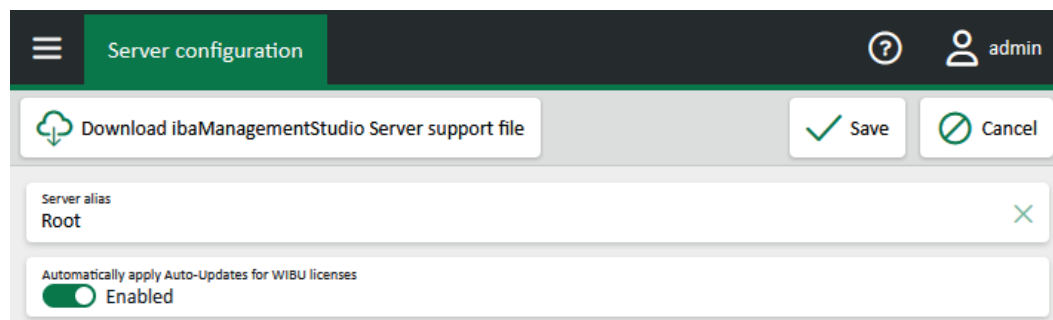 Server configuration
admin
Download ibaManagementStudio Server support file
Save
Cancel
Server alias
Root
Automatically apply Auto-Updates for WIBU licenses
Enabled